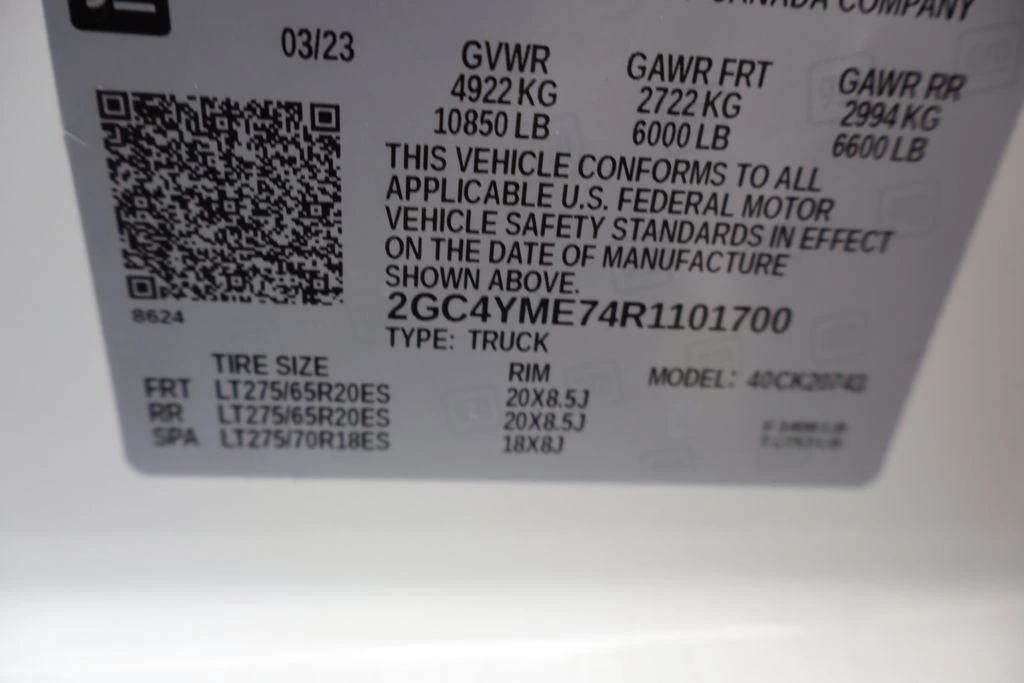 CANADA COMPANY
03/23
GVWR
4922 KG
10850 LB
GAWR FRT
2722 KG
6000 LB
GAWR RR
2994 KG
6600 LB
THIS VEHICLE CONFORMS TO ALL
APPLICABLE U.S. FEDERAL MOTOR
VEHICLE SAFETY STANDARDS IN EFFECT
ON THE DATE OF MANUFACTURE
SHOWN ABOVE.
8624
2GC4YME74R1101700
TYPE: TRUCK
TIRE SIZE RIM
FRT LT275/65R20ES 20X8.5J
RR LT275/65R20ES 20X8.5J
SPA LT275/70R18ES 18X8J
MODEL: